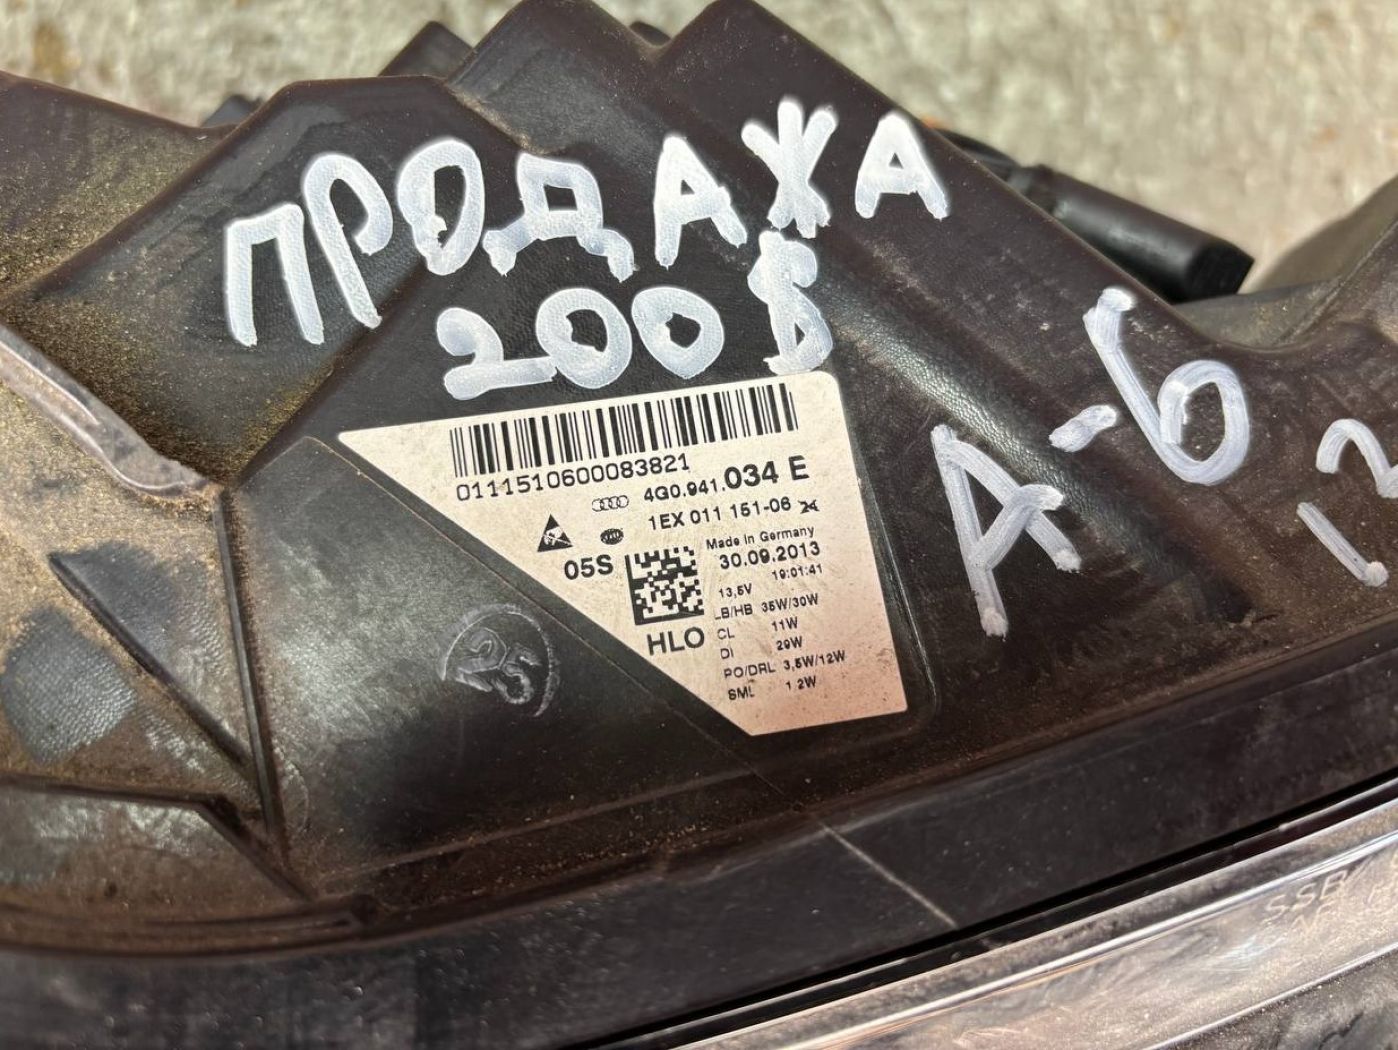 ПРОДАЖА
200$
А-6
12
0111510600083821
4G0.941.034 E
1EX 011 151-06
Made in Germany
05S
30.09.2013
19:01:41
13,5V
LB/HB 35W/30W
HLO
CL 11W
DI 29W
PO/DRL 3,5W/12W
SML 1 2W
SSB